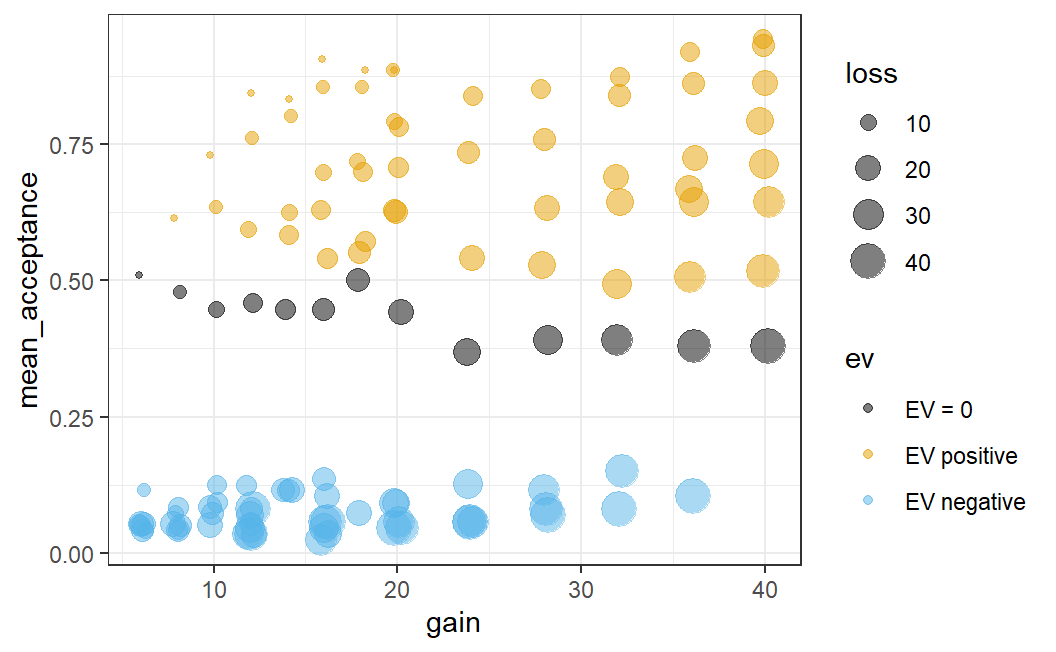 mean_acceptance
0.75
0.50
0.25
0.00
10
20
30
40
gain
loss
10
20
30
40
ev
EV = 0
EV positive
EV negative